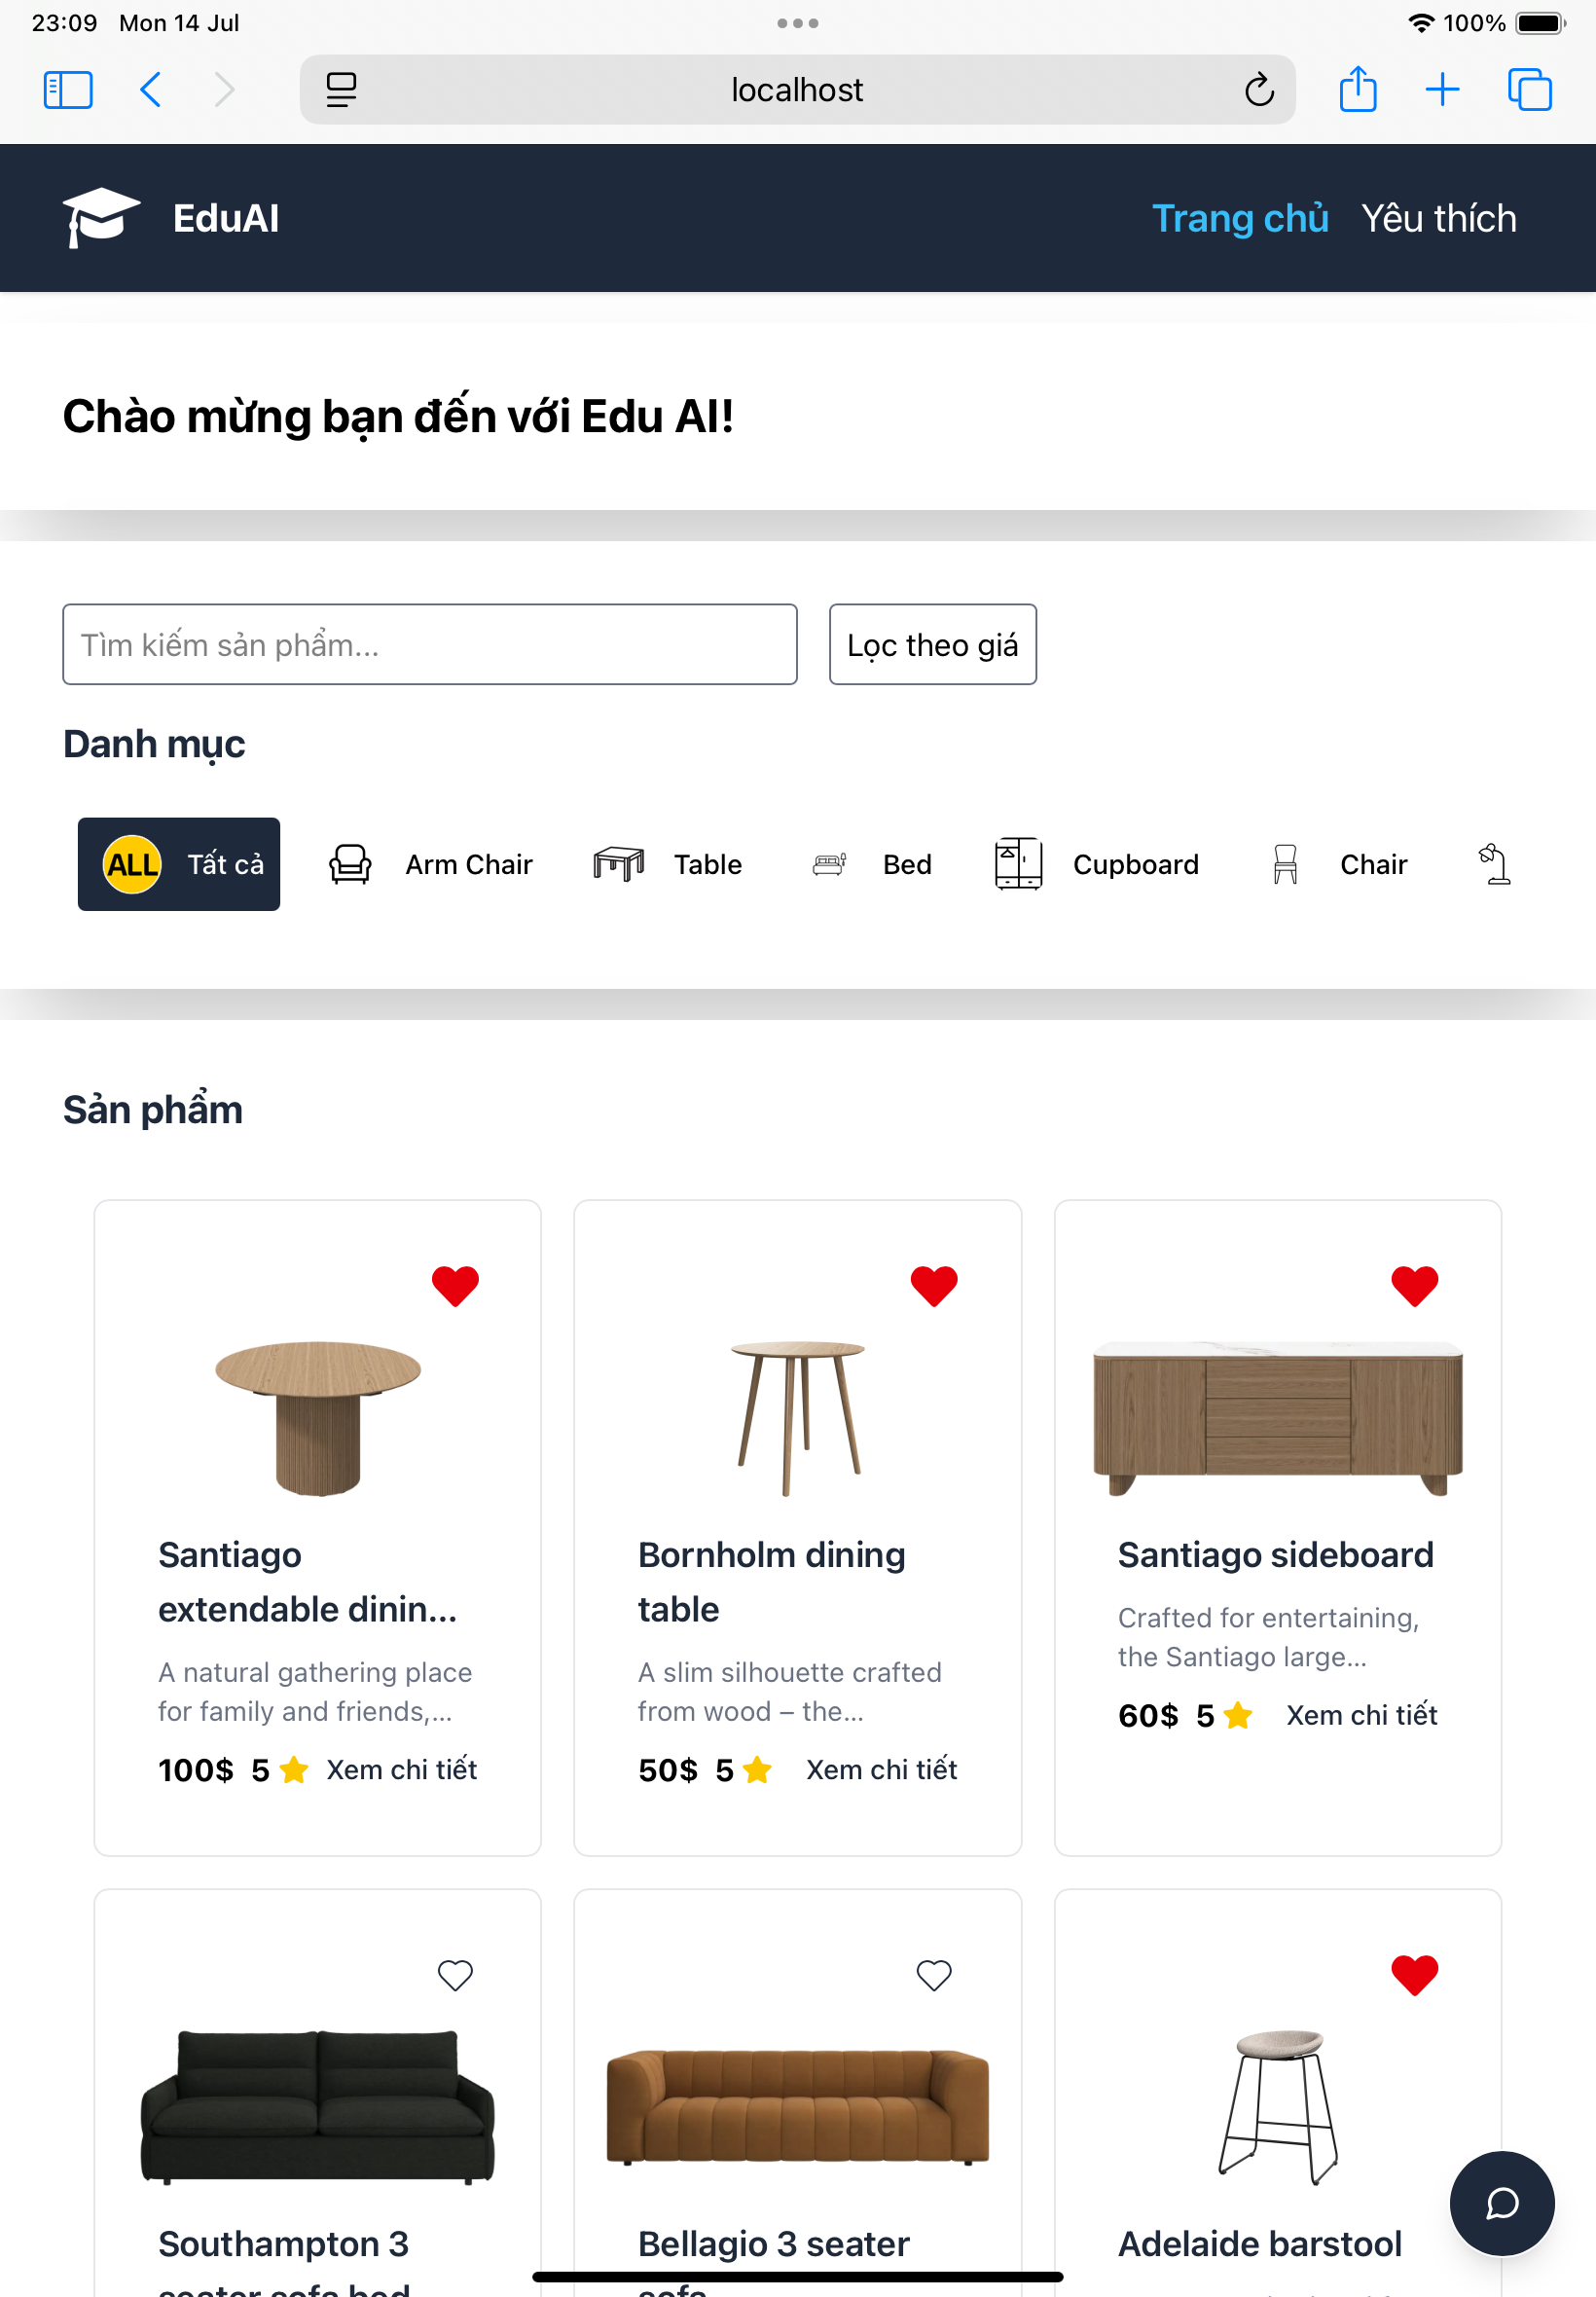 23:09 Mon 14 Jul
100%
localhost
EduAI
Trang chủ Yêu thích
Chào mừng bạn đến với Edu AI!
Tìm kiếm sản phẩm...
Lọc theo giá
Danh mục
ALL Tất cả
Arm Chair
Table
Bed
Cupboard
Chair
Sản phẩm
Santiago
extendable dinin...
A natural gathering place
for family and friends,...
100$ 5 Xem chi tiết
Bornholm dining
table
A slim silhouette crafted
from wood – the...
50$ 5 Xem chi tiết
Santiago sideboard
Crafted for entertaining,
the Santiago large...
60$ 5 Xem chi tiết
Southampton 3
seater sofa bed
Bellagio 3 seater
sofa
Adelaide barstool